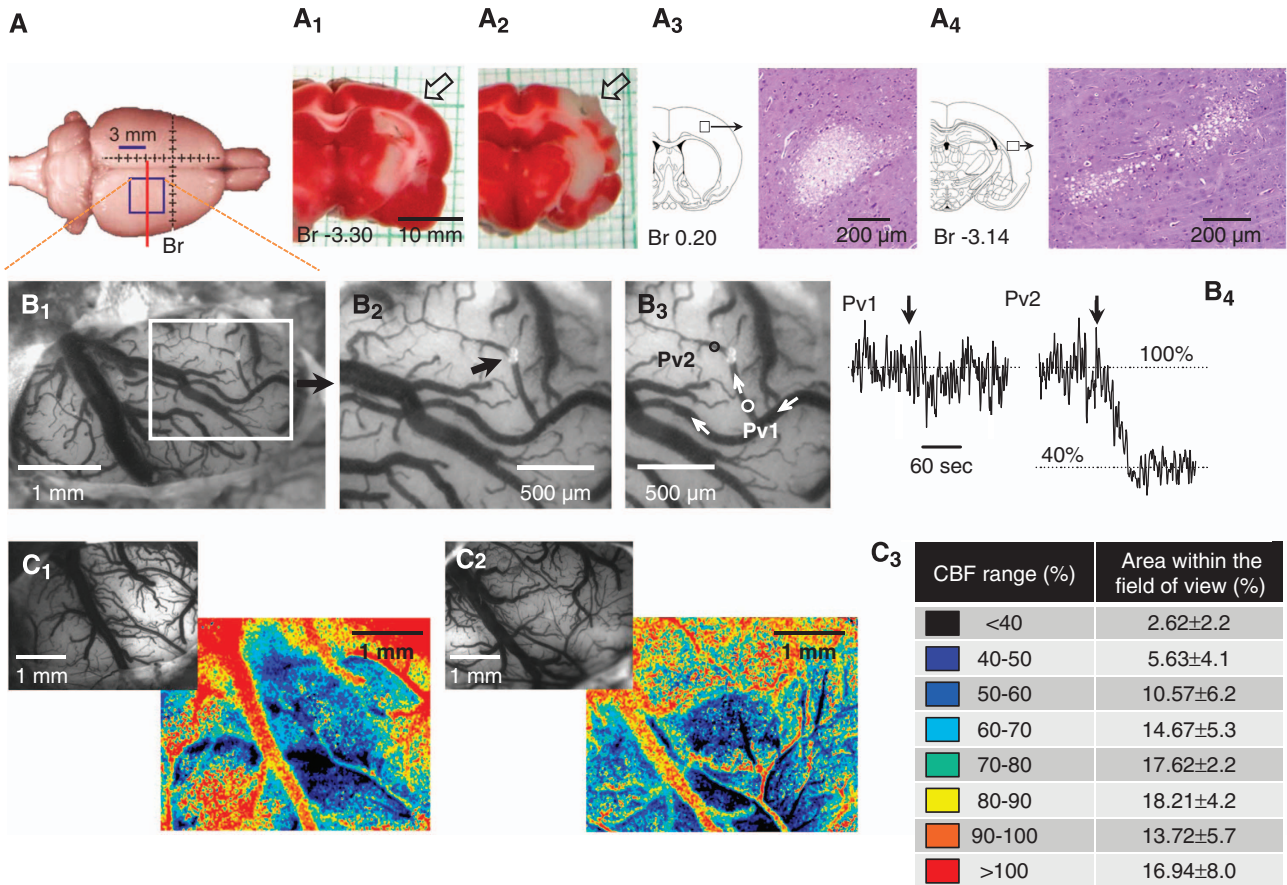 A
A1
A2
A3
A4
3 mm
Br
Br -3.30
10 mm
Br 0.20
200 µm
Br -3.14
200 µm
B1
1 mm
B2
500 µm
B3
Pv2
Pv1
500 µm
B4
Pv1
Pv2
100%
40%
60 sec
C1
1 mm
1 mm
C2
1 mm
1 mm
C3
CBF range (%) Area within the field of view (%)
<40 2.62±2.2
40-50 5.63±4.1
50-60 10.57±6.2
60-70 14.67±5.3
70-80 17.62±2.2
80-90 18.21±4.2
90-100 13.72±5.7
>100 16.94±8.0